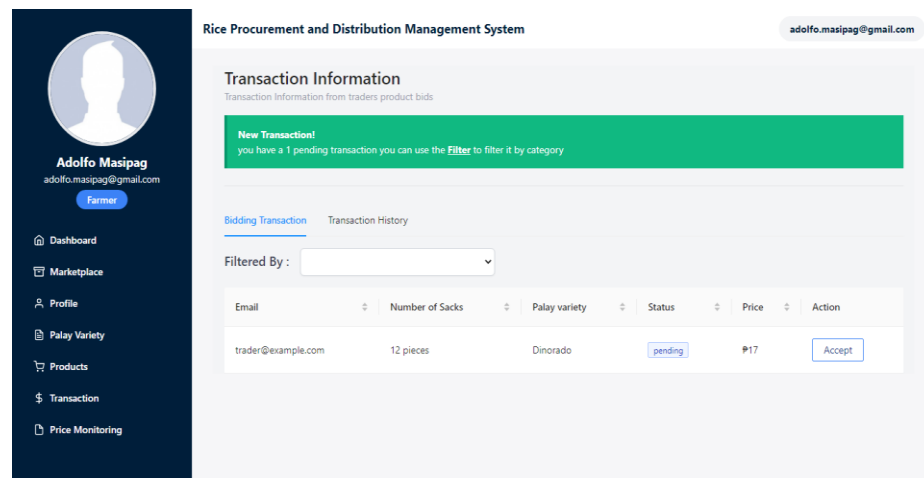 Rice Procurement and Distribution Management System
adolfo.masipag@gmail.com
Adolfo Masipag
adolfo.masipag@gmail.com
Farmer
Dashboard
Marketplace
Profile
Palay Variety
Products
Transaction
Price Monitoring
Transaction Information
Transaction Information from traders product bids
New Transaction!
you have a 1 pending transaction you can use the Filter to filter it by category
Bidding Transaction Transaction History
Filtered By :
Email Number of Sacks Palay variety Status Price Action
trader@example.com 12 pieces Dinorado pending ₱17 Accept